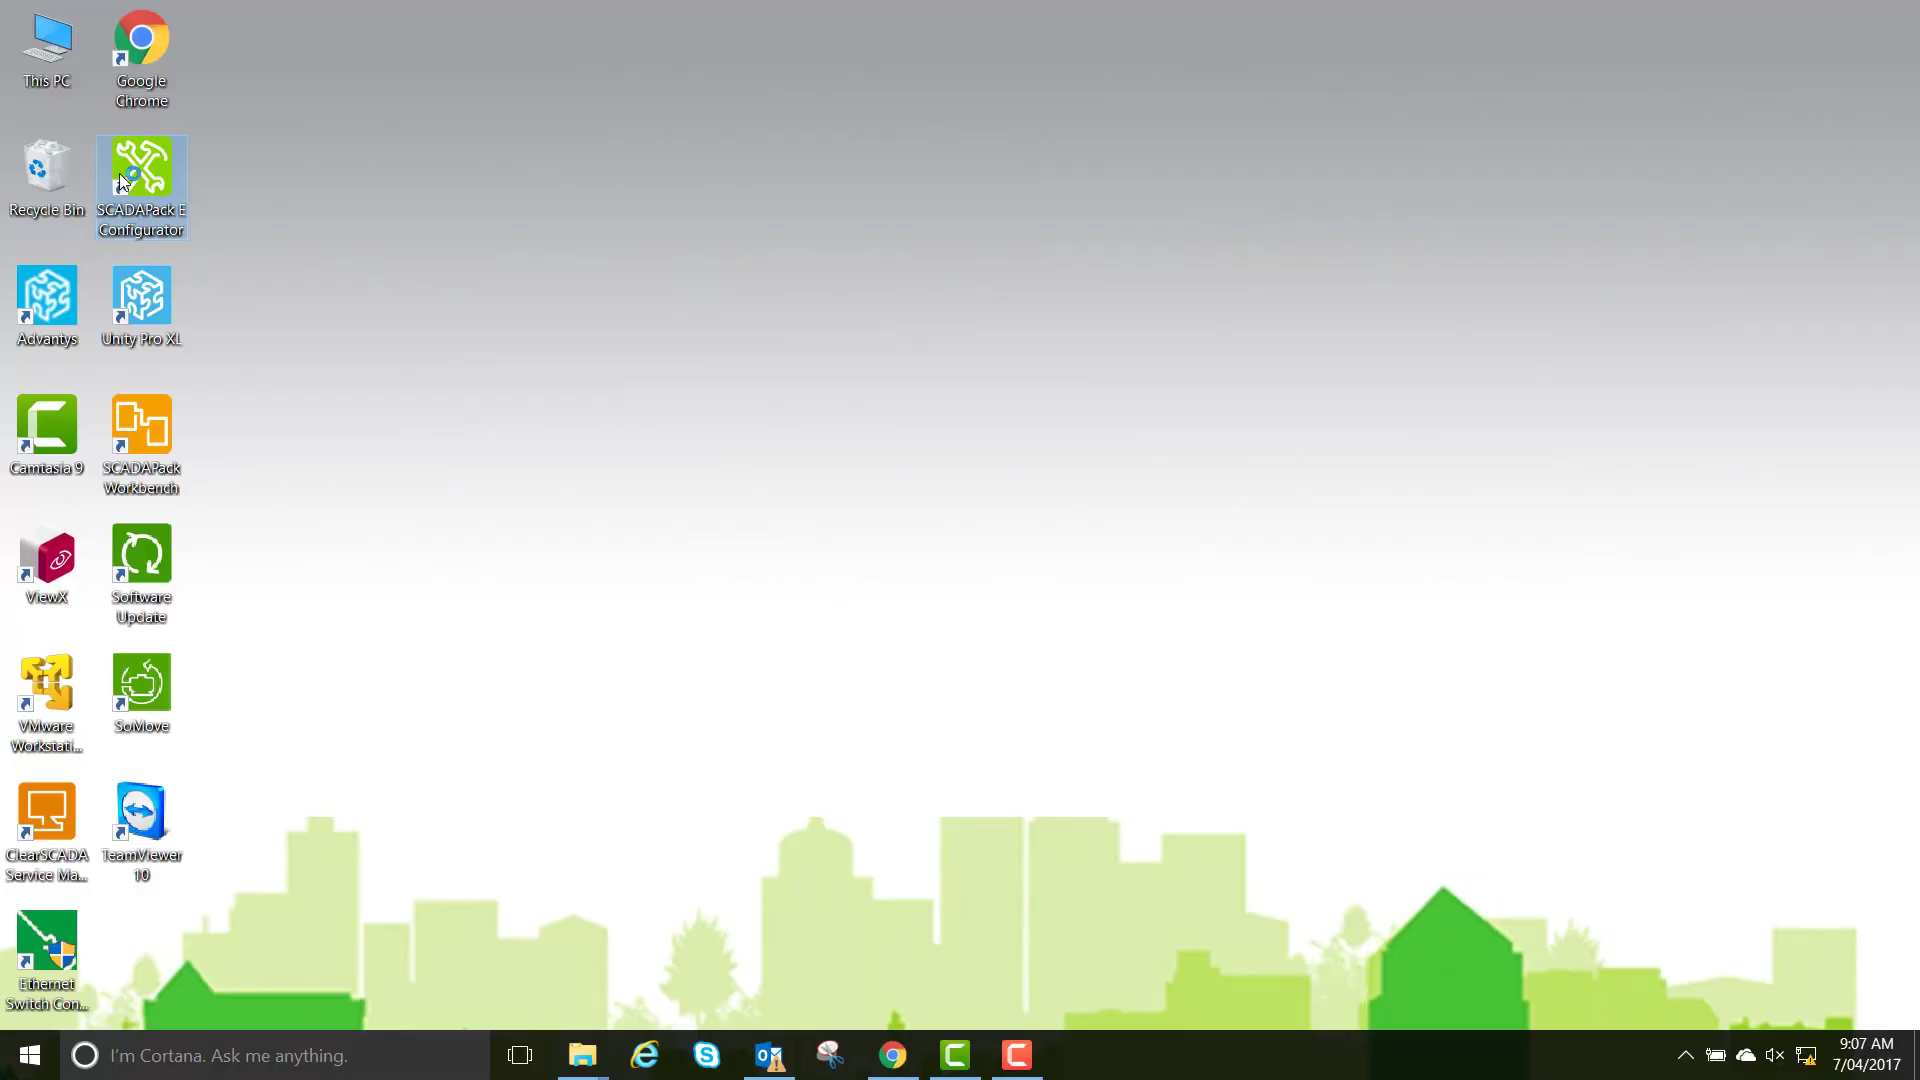 This PC
Google
Chrome
Recycle Bin
SCADAPack E
Configurator
Advantys
Unity Pro XL
Camtasia 9
SCADAPack
Workbench
ViewX
Software
Update
VMware
Workstati...
SoMove
ClearSCADA
Service Ma...
TeamViewer
10
Ethernet
Switch Con...
I'm Cortana. Ask me anything.
9:07 AM
7/04/2017